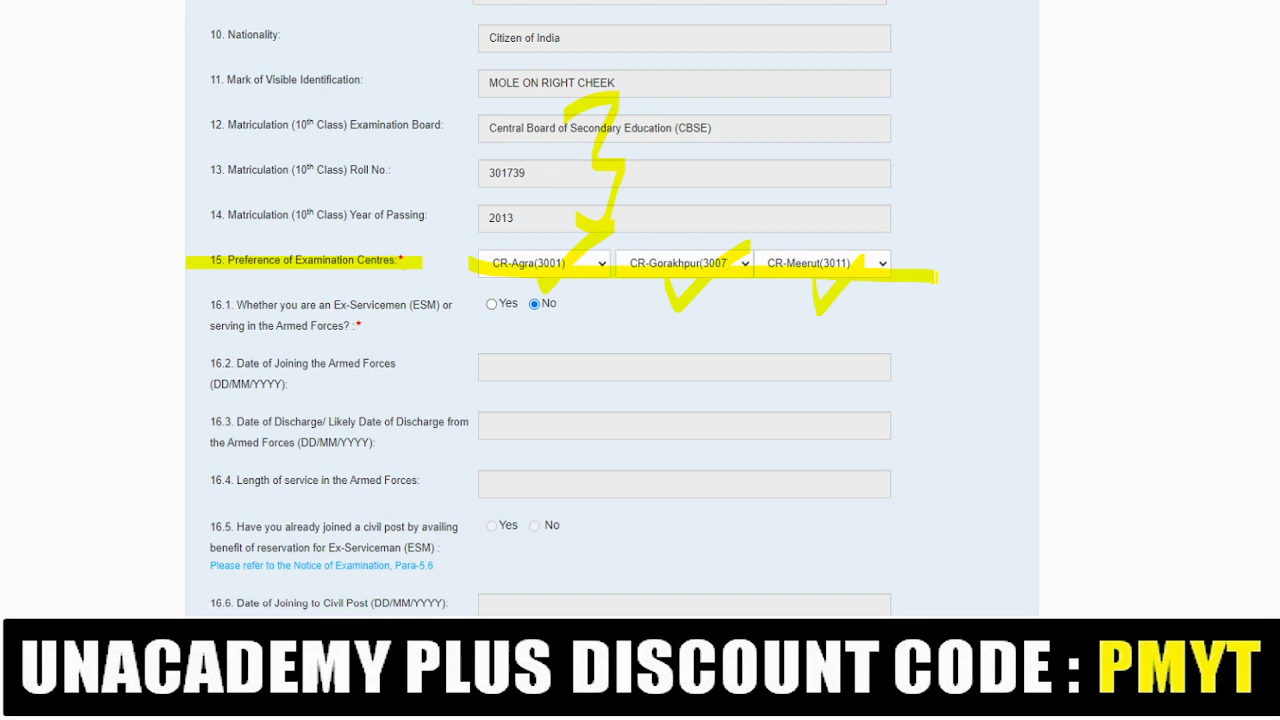 10. Nationality: Citizen of India
11. Mark of Visible Identification: MOLE ON RIGHT CHEEK
12. Matriculation (10th Class) Examination Board: Central Board of Secondary Education (CBSE)
13. Matriculation (10th Class) Roll No.: 301739
14. Matriculation (10th Class) Year of Passing: 2013
15. Preference of Examination Centres:* CR-Agra(3001) CR-Gorakhpur(3007 CR-Meerut(3011)
16.1. Whether you are an Ex-Servicemen (ESM) or Yes No
serving in the Armed Forces? :*
16.2. Date of Joining the Armed Forces
(DD/MM/YYYY):
16.3. Date of Discharge/ Likely Date of Discharge from
the Armed Forces (DD/MM/YYYY):
16.4. Length of service in the Armed Forces:
16.5. Have you already joined a civil post by availing Yes No
benefit of reservation for Ex-Serviceman (ESM) :
Please refer to the Notice of Examination, Para-5.6
16.6. Date of Joining to Civil Post (DD/MM/YYYY):
UNACADEMY PLUS DISCOUNT CODE : PMYT